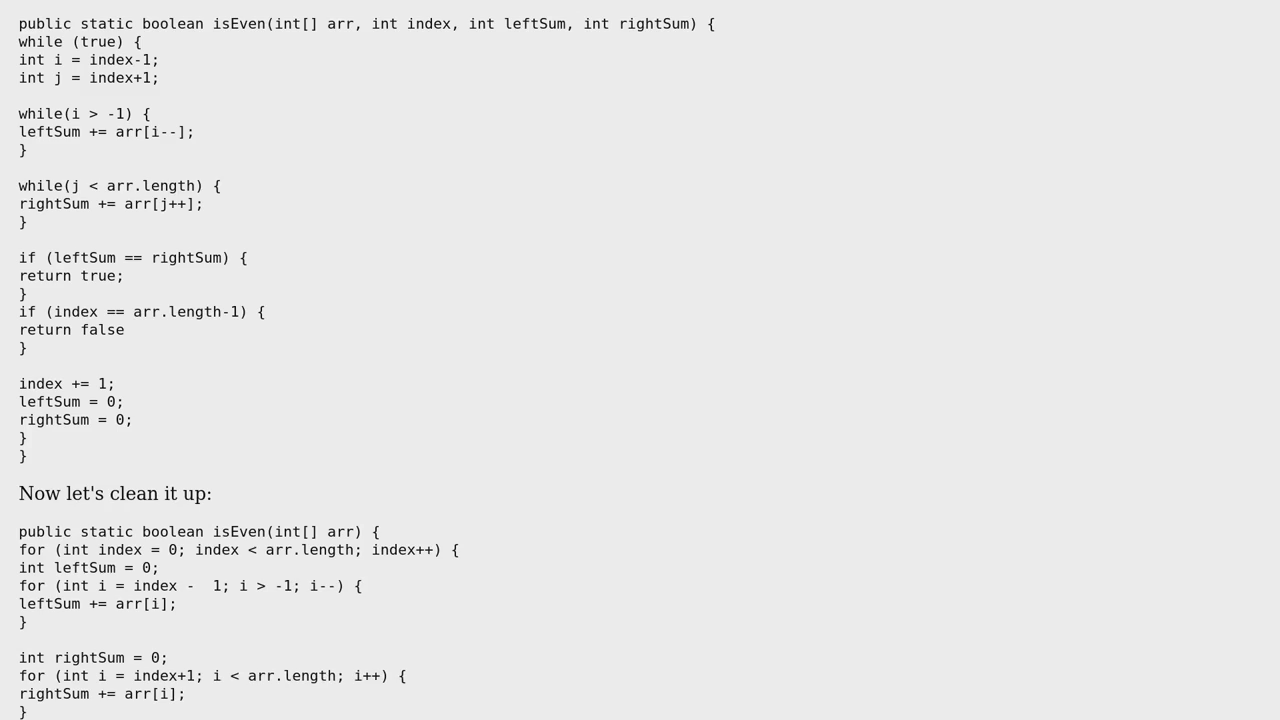 public static boolean isEven(int[] arr, int index, int leftSum, int rightSum) {
while (true) {
int i = index-1;
int j = index+1;

while(i > -1) {
leftSum += arr[i--];
}

while(j < arr.length) {
rightSum += arr[j++];
}

if (leftSum == rightSum) {
return true;
}
if (index == arr.length-1) {
return false
}

index += 1;
leftSum = 0;
rightSum = 0;
}
}

Now let's clean it up:

public static boolean isEven(int[] arr) {
for (int index = 0; index < arr.length; index++) {
int leftSum = 0;
for (int i = index -  1; i > -1; i--) {
leftSum += arr[i];
}

int rightSum = 0;
for (int i = index+1; i < arr.length; i++) {
rightSum += arr[i];
}